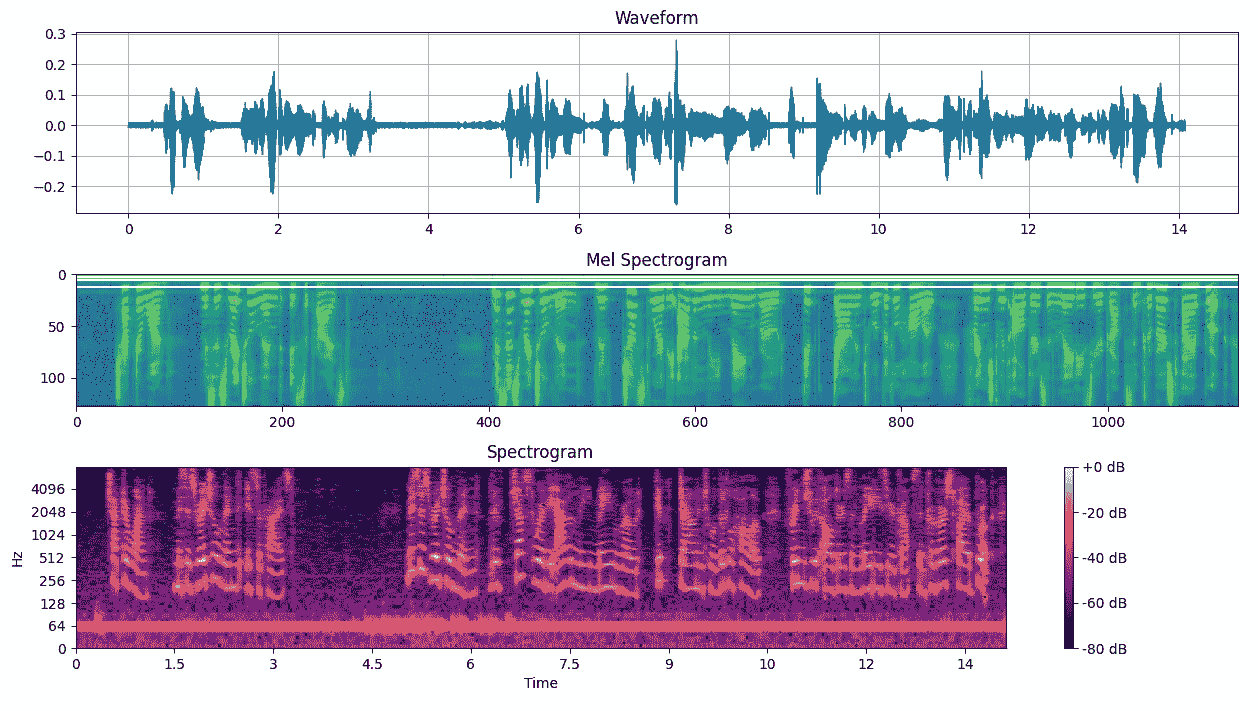 Waveform
0.3
0.2
0.1
0.0
−0.1
−0.2
0 2 4 6 8 10 12 14
Mel Spectrogram
0
50
100
0 200 400 600 800 1000
Spectrogram
4096
2048
1024
512
256
128
64
0
Hz
0 1.5 3 4.5 6 7.5 9 10 12 14
Time
+0 dB
-20 dB
-40 dB
-60 dB
-80 dB